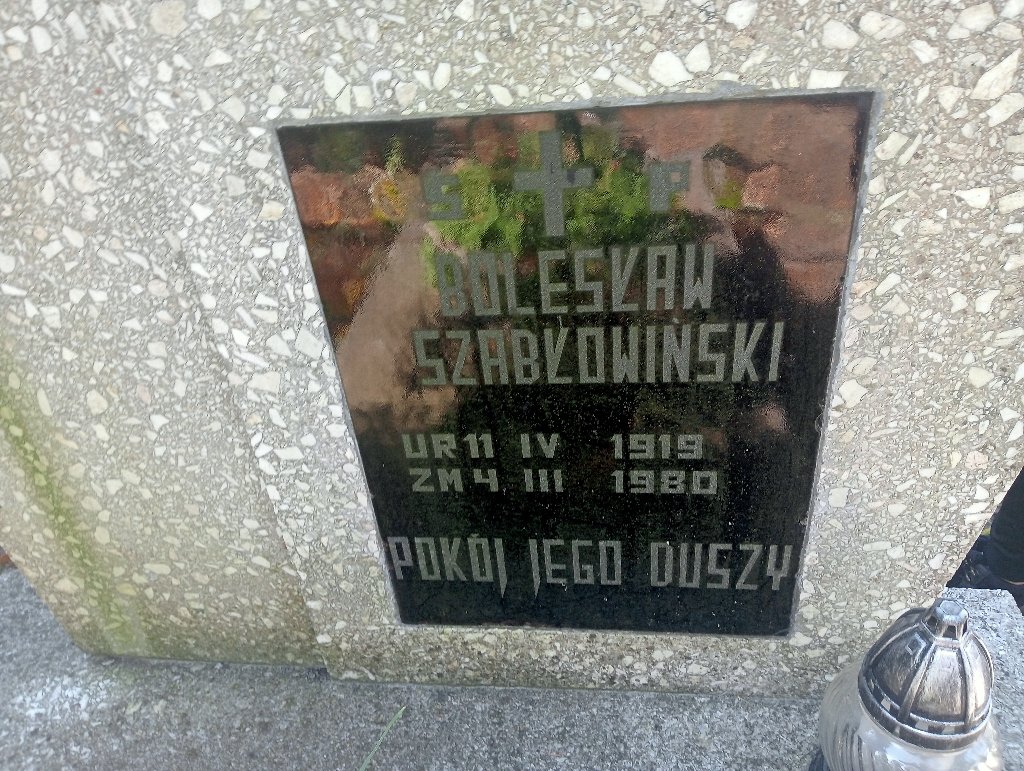 S P
BOLESŁAW
SZABŁOWIŃSKI
UR 11 IV 1919
ZM 4 III 1980
POKÓJ JEGO DUSZY